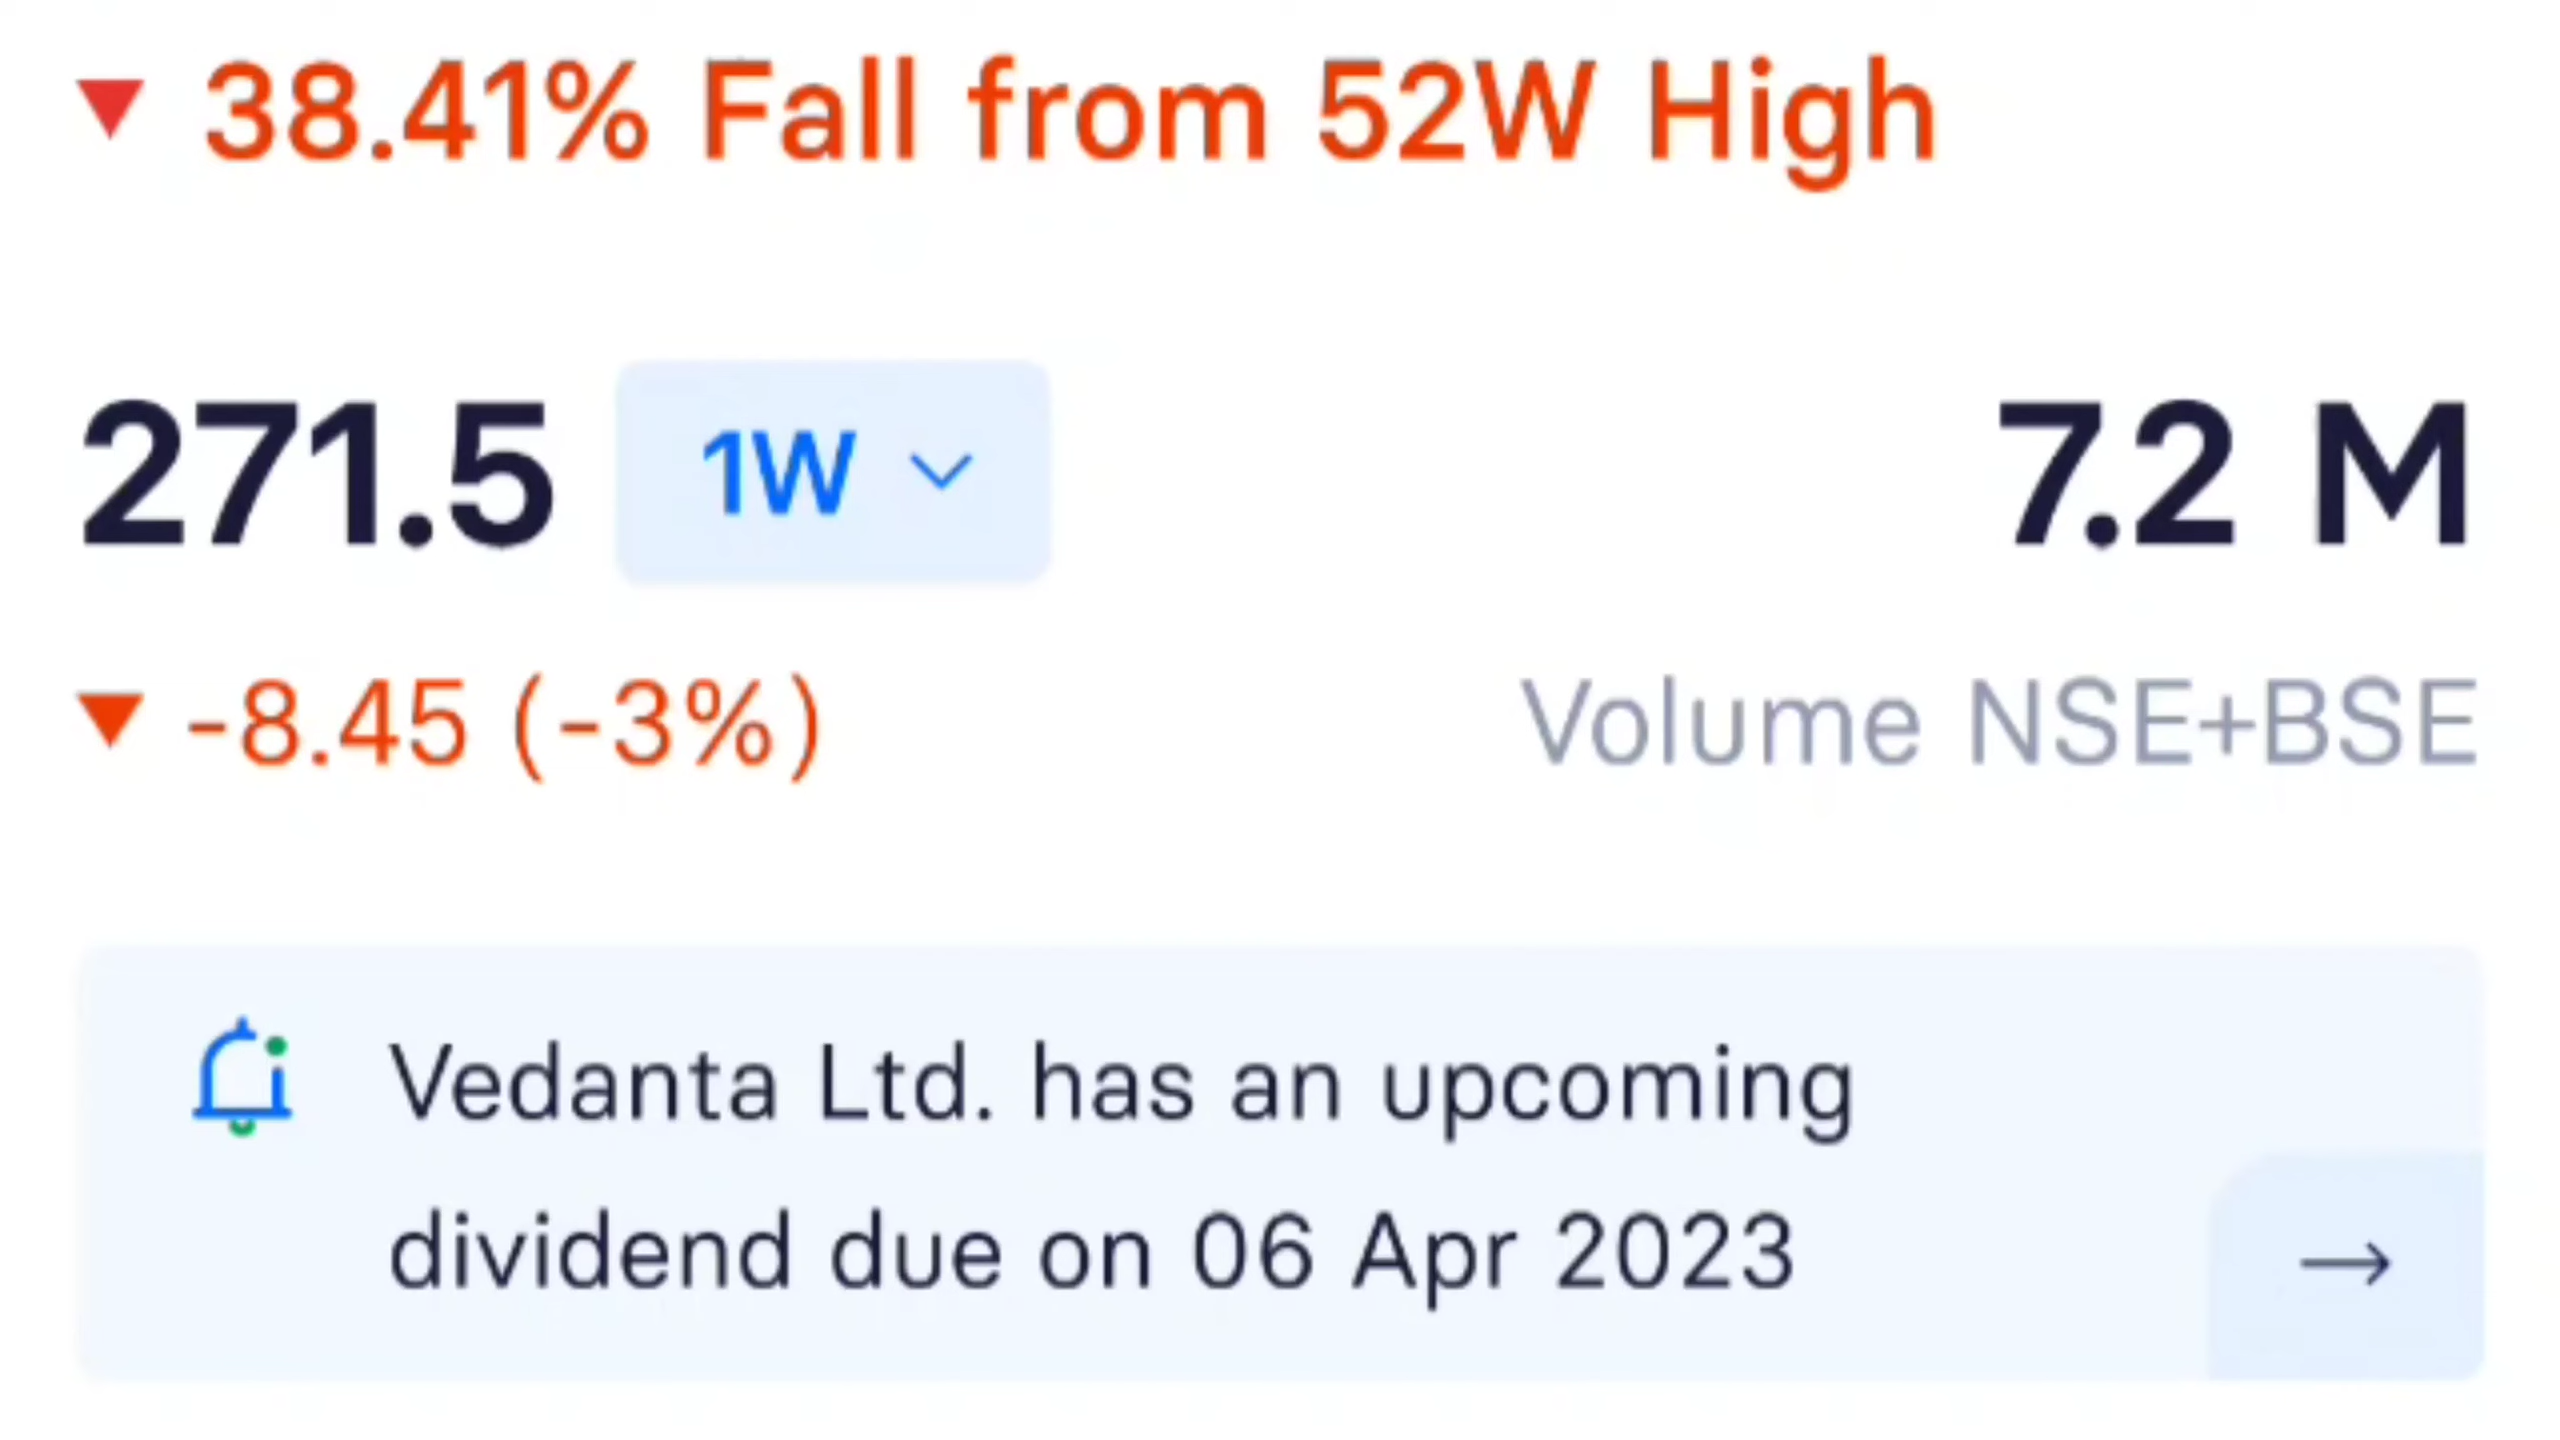 ▼ 38.41% Fall from 52W High
271.5 1W 7.2 M
▼ -8.45 (-3%) Volume NSE+BSE
Vedanta Ltd. has an upcoming
dividend due on 06 Apr 2023